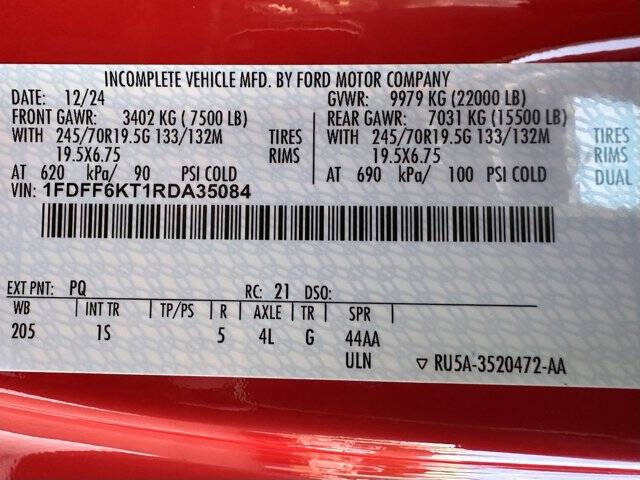 INCOMPLETE VEHICLE MFD. BY FORD MOTOR COMPANY
DATE: 12/24 GVWR: 9979 KG (22000 LB)
FRONT GAWR: 3402 KG (7500 LB) REAR GAWR: 7031 KG (15500 LB)
WITH 245/70R19.5G 133/132M TIRES WITH 245/70R19.5G 133/132M TIRES
19.5X6.75 RIMS 19.5X6.75 RIMS
AT 620 kPa/ 90 PSI COLD AT 690 kPa/ 100 PSI COLD DUAL
VIN: 1FDFF6KT1RDA35084
EXT PNT: PQ RC: 21 DSO:
WB INT TR TP/PS R AXLE TR SPR
205 1S 5 4L G 44AA
ULN ▽ RU5A-3520472-AA